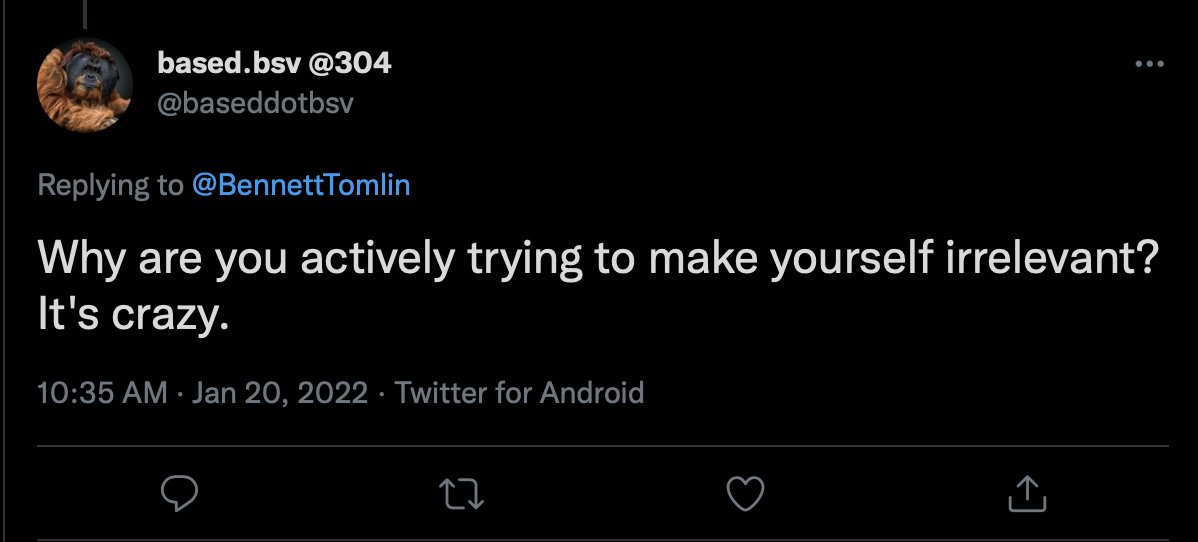 based.bsv @304
@baseddotbsv
Replying to @BennettTomlin
Why are you actively trying to make yourself irrelevant?
It's crazy.
10:35 AM · Jan 20, 2022 · Twitter for Android